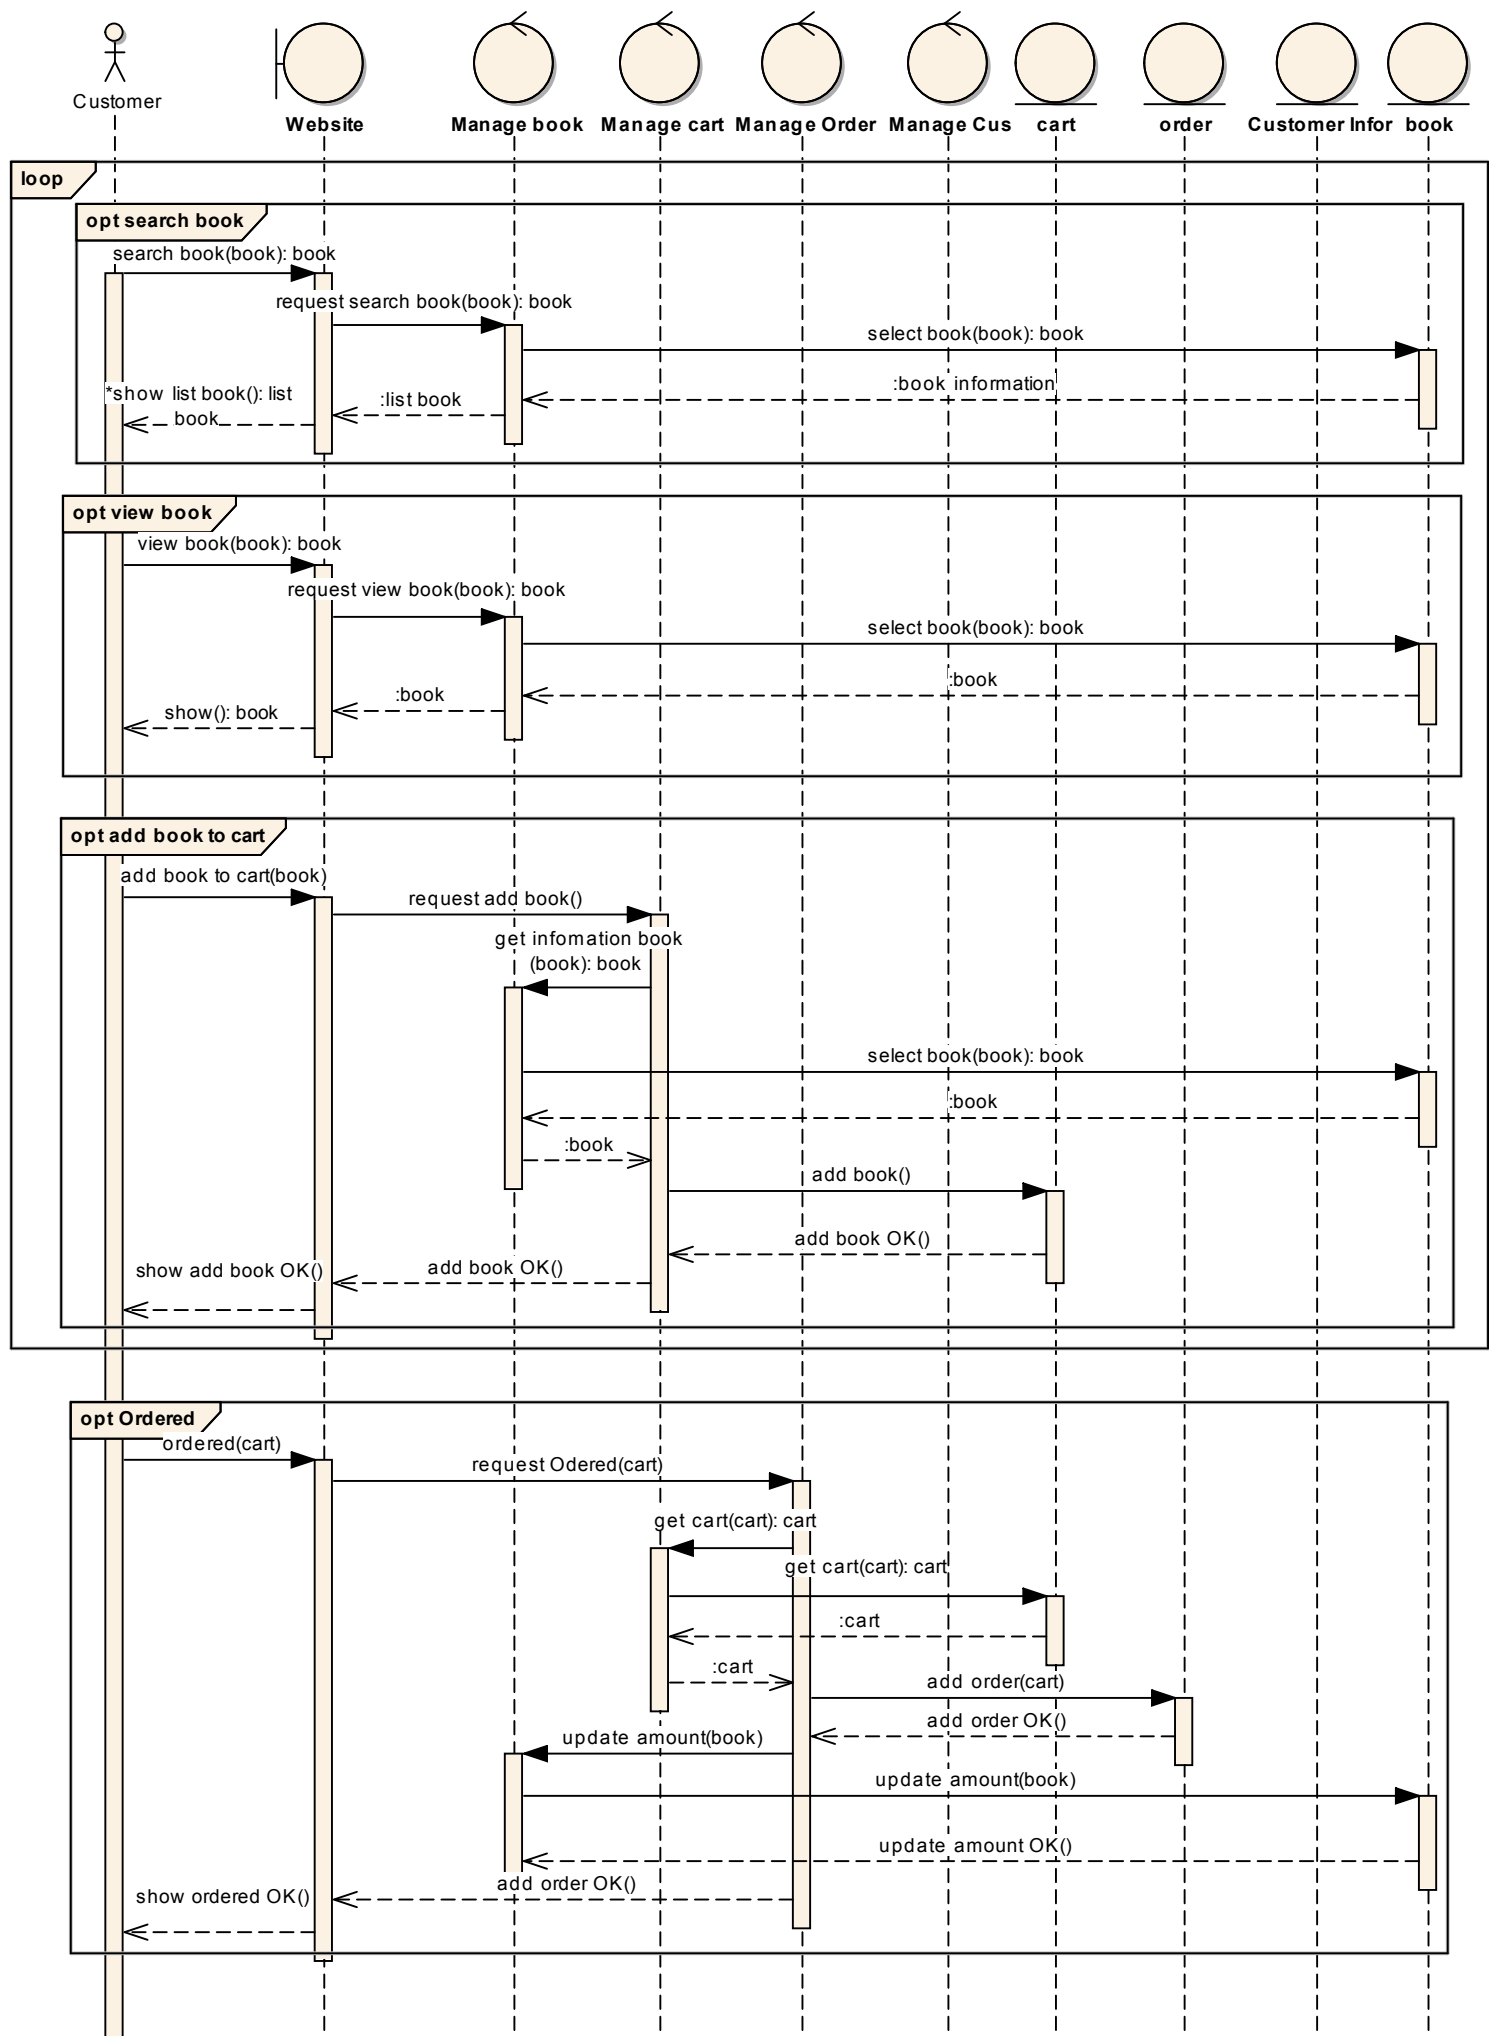 Customer
Website
Manage book
Manage cart
Manage Order
Manage Cus
cart
order
Customer Infor
book
loop
opt search book
search book(book): book
request search book(book): book
select book(book): book
:book information
:list book
*show list book(): list
book
opt view book
view book(book): book
request view book(book): book
select book(book): book
:book
:book
show(): book
opt add book to cart
add book to cart(book)
request add book()
get infomation book
(book): book
select book(book): book
:book
:book
add book()
add book OK()
add book OK()
show add book OK()
opt Ordered
ordered(cart)
request Odered(cart)
get cart(cart): cart
get cart(cart): cart
:cart
:cart
add order(cart)
add order OK()
update amount(book)
update amount(book)
update amount OK()
add order OK()
show ordered OK()